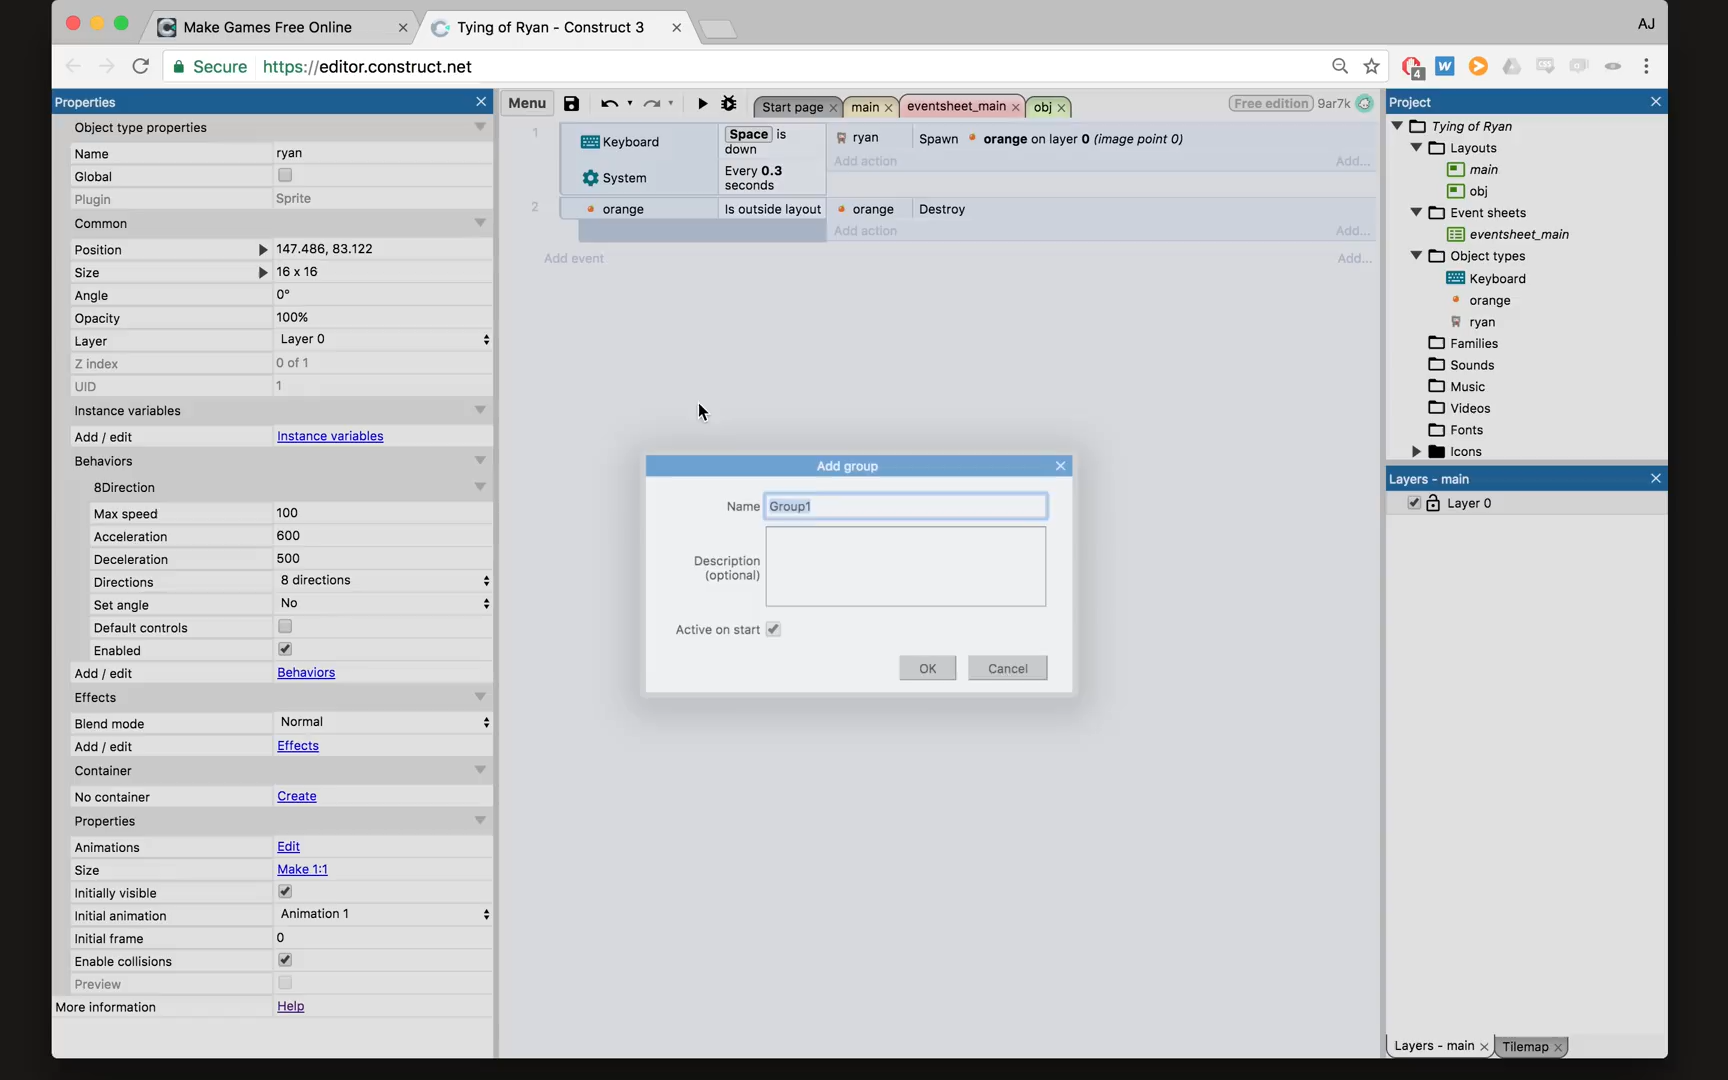 Make Games Free Online
Tying of Ryan - Construct 3
AJ
Secure https://editor.construct.net
4
W
Properties
Object type properties
Name ryan
Global
Plugin Sprite
Common
Position 147.486, 83.122
Size 16 x 16
Angle 0°
Opacity 100%
Layer Layer 0
Z index 0 of 1
UID 1
Instance variables
Add / edit Instance variables
Behaviors
8Direction
Max speed 100
Acceleration 600
Deceleration 500
Directions 8 directions
Set angle No
Default controls
Enabled
Add / edit Behaviors
Effects
Blend mode Normal
Add / edit Effects
Container
No container Create
Properties
Animations Edit
Size Make 1:1
Initially visible
Initial animation Animation 1
Initial frame 0
Enable collisions
Preview
More information Help
Menu
Start page
main
eventsheet_main
obj
Free edition 9ar7k
1
Keyboard
Space is down
System
Every 0.3 seconds
ryan Spawn orange on layer 0 (image point 0)
Add action Add...
2
orange Is outside layout orange Destroy
Add action Add...
Add event Add...
Add group
Name Group1
Description (optional)
Active on start
OK Cancel
Project
Tying of Ryan
Layouts
main
obj
Event sheets
eventsheet_main
Object types
Keyboard
orange
ryan
Families
Sounds
Music
Videos
Fonts
Icons
Layers - main
Layer 0
Layers - main Tilemap